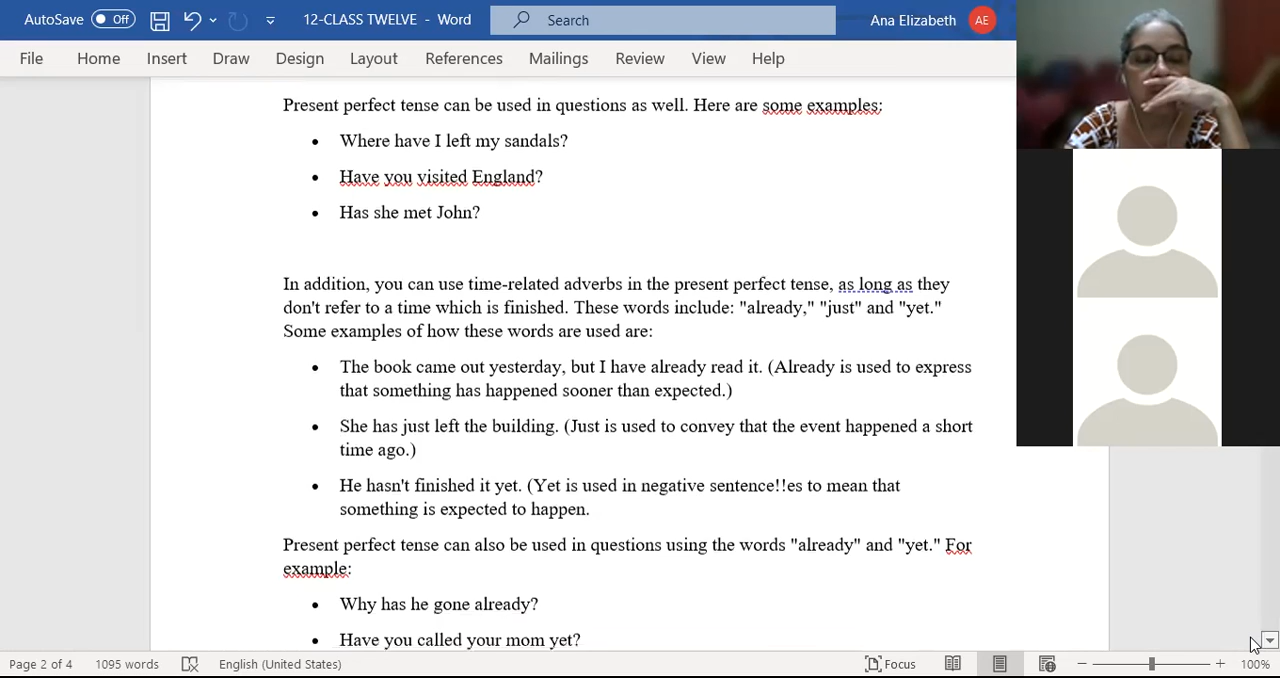 AutoSave Off 12-CLASS TWELVE - Word Search Ana Elizabeth AE
File Home Insert Draw Design Layout References Mailings Review View Help
Present perfect tense can be used in questions as well. Here are some examples:
• Where have I left my sandals?
• Have you visited England?
• Has she met John?
In addition, you can use time-related adverbs in the present perfect tense, as long as they
don't refer to a time which is finished. These words include: "already," "just" and "yet."
Some examples of how these words are used are:
• The book came out yesterday, but I have already read it. (Already is used to express
that something has happened sooner than expected.)
• She has just left the building. (Just is used to convey that the event happened a short
time ago.)
• He hasn't finished it yet. (Yet is used in negative sentence!!es to mean that
something is expected to happen.
Present perfect tense can also be used in questions using the words "already" and "yet." For
example:
• Why has he gone already?
• Have you called your mom yet?
Page 2 of 4 1095 words English (United States) Focus 100%